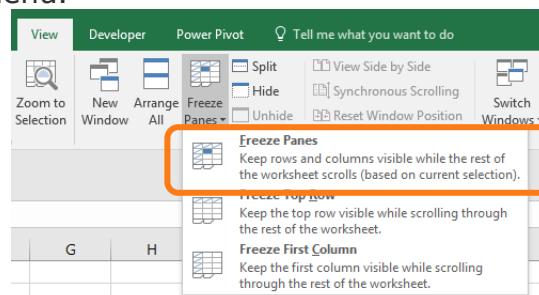 menu.
View Developer Power Pivot Tell me what you want to do
Zoom to Selection
New Window
Arrange All
Freeze Panes
Split
Hide
Unhide
View Side by Side
Synchronous Scrolling
Reset Window Position
Switch Windows
Freeze Panes
Keep rows and columns visible while the rest of
the worksheet scrolls (based on current selection).
Freeze Top Row
Keep the top row visible while scrolling through
the rest of the worksheet.
Freeze First Column
Keep the first column visible while scrolling
through the rest of the worksheet.
G H